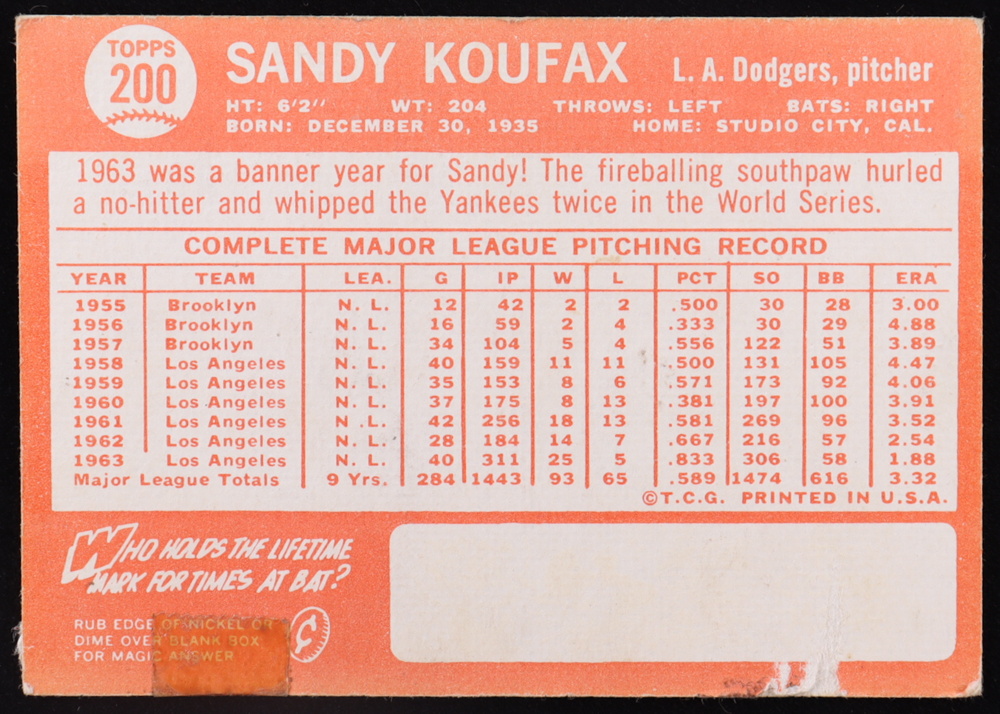 TOPPS
200
SANDY KOUFAX L. A. Dodgers, pitcher
HT: 6'2" WT: 204 THROWS: LEFT BATS: RIGHT
BORN: DECEMBER 30, 1935 HOME: STUDIO CITY, CAL.
1963 was a banner year for Sandy! The fireballing southpaw hurled
a no-hitter and whipped the Yankees twice in the World Series.
COMPLETE MAJOR LEAGUE PITCHING RECORD
YEAR TEAM LEA. G IP W L PCT SO BB ERA
1955 Brooklyn N. L. 12 42 2 2 .500 30 28 3.00
1956 Brooklyn N. L. 16 59 2 4 .333 30 29 4.88
1957 Brooklyn N. L. 34 104 5 4 .556 122 51 3.89
1958 Los Angeles N. L. 40 159 11 11 .500 131 105 4.47
1959 Los Angeles N. L. 35 153 8 6 .571 173 92 4.06
1960 Los Angeles N. L. 37 175 8 13 .381 197 100 3.91
1961 Los Angeles N .L. 42 256 18 13 .581 269 96 3.52
1962 Los Angeles N. L. 28 184 14 7 .667 216 57 2.54
1963 Los Angeles N. L. 40 311 25 5 .833 306 58 1.88
Major League Totals 9 Yrs. 284 1443 93 65 .589 1474 616 3.32
©T.C.G. PRINTED IN U.S.A.
WHO HOLDS THE LIFETIME
MARK FOR TIMES AT BAT?
RUB EDGE OF NICKEL OR
DIME OVER BLANK BOX
FOR MAGIC ANSWER
¢